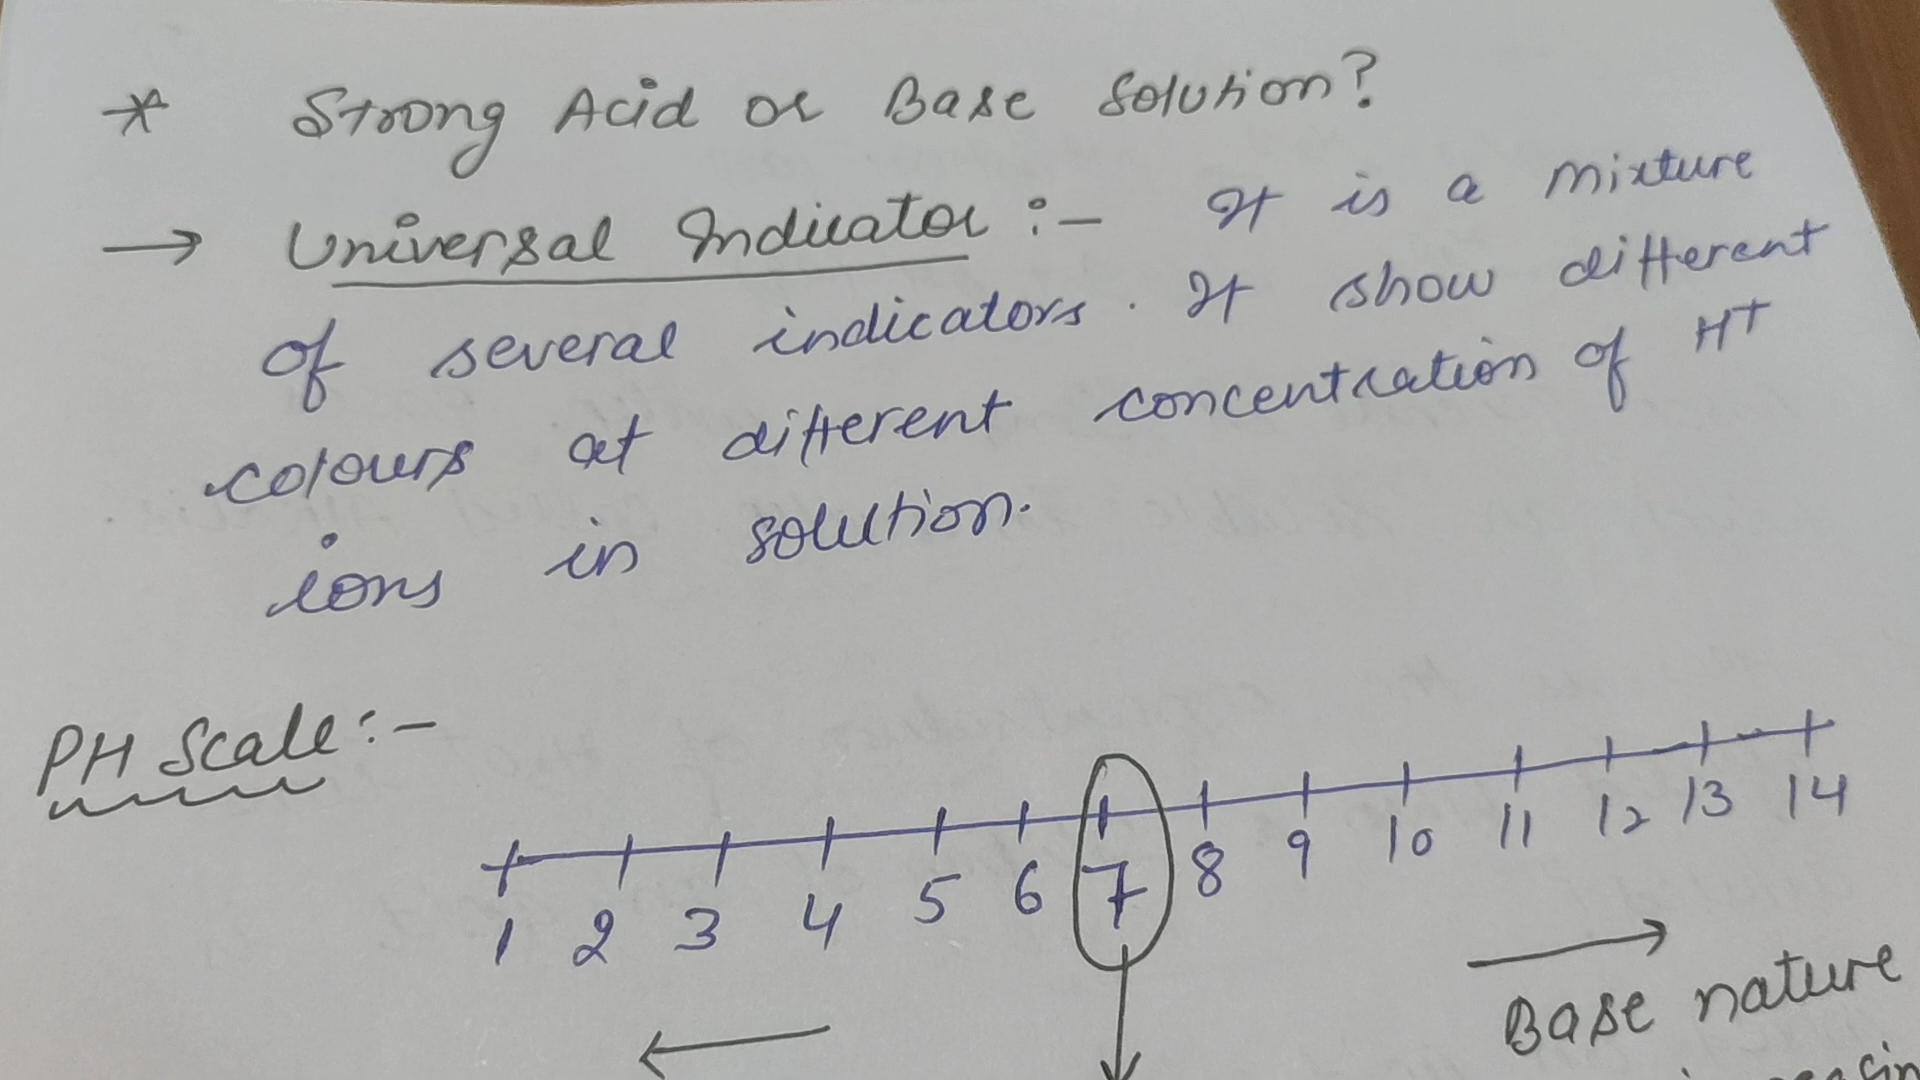 * Strong Acid or Base Solution?
→ Universal Indicator :- It is a mixture
of several indicators. It show different
colours at different concentration of H+
ions in solution.
PH Scale :-
1 2 3 4 5 6 7 8 9 10 11 12 13 14
Base nature